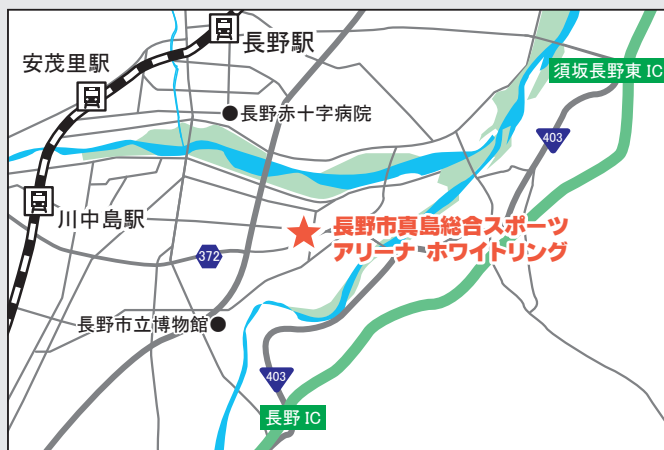 長野駅
安茂里駅
須坂長野東 IC
長野赤十字病院
403
川中島駅
長野市真島総合スポーツ
アリーナ・ホワイトリング
372
長野市立博物館
403
長野 IC